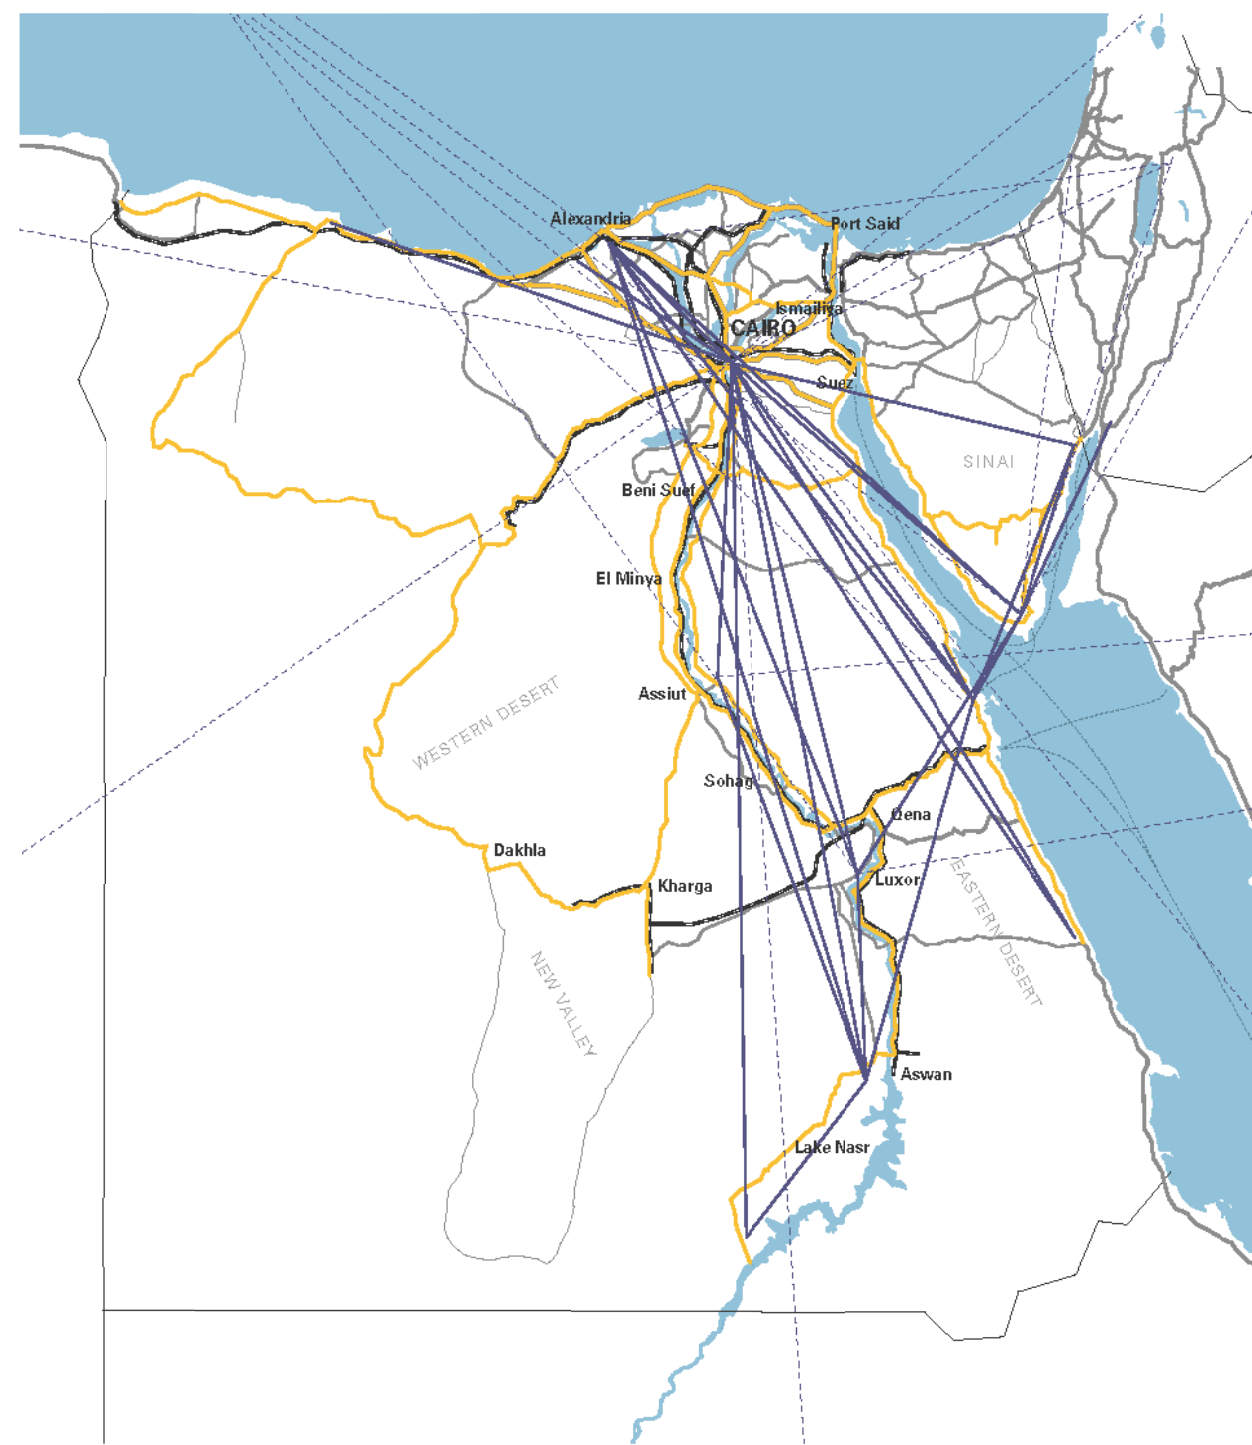 Alexandria
Port Said
Ismailiya
CAIRO
Suez
SINAI
Beni Suef
El Minya
Assiut
WESTERN DESERT
Sohag
Qena
Dakhla
Kharga
Luxor
EASTERN DESERT
NEW VALLEY
Aswan
Lake Nasr